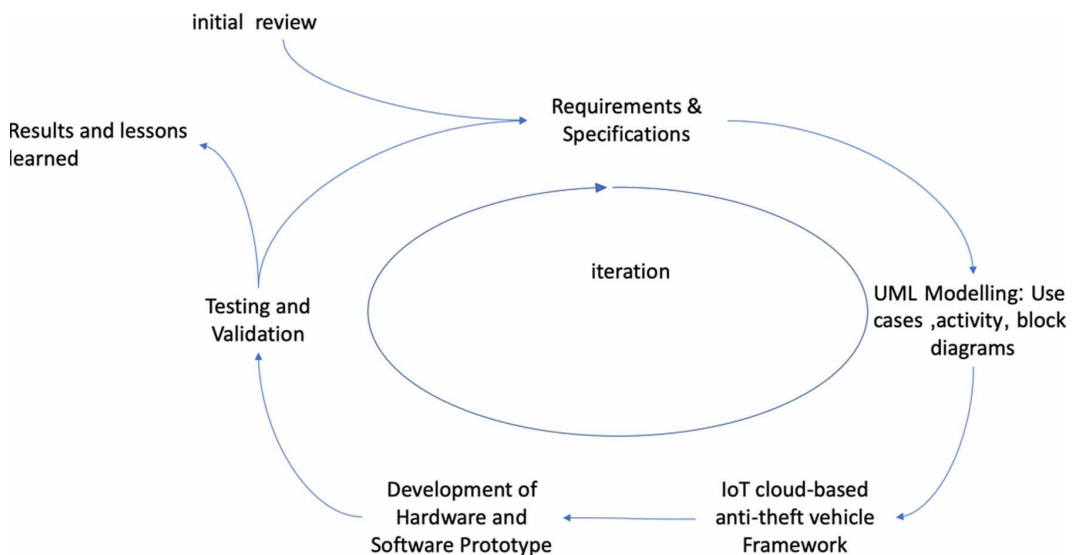 initial review
Requirements &
Specifications
Results and lessons
learned
iteration
UML Modelling: Use
cases ,activity, block
diagrams
Testing and
Validation
IoT cloud-based
anti-theft vehicle
Framework
Development of
Hardware and
Software Prototype